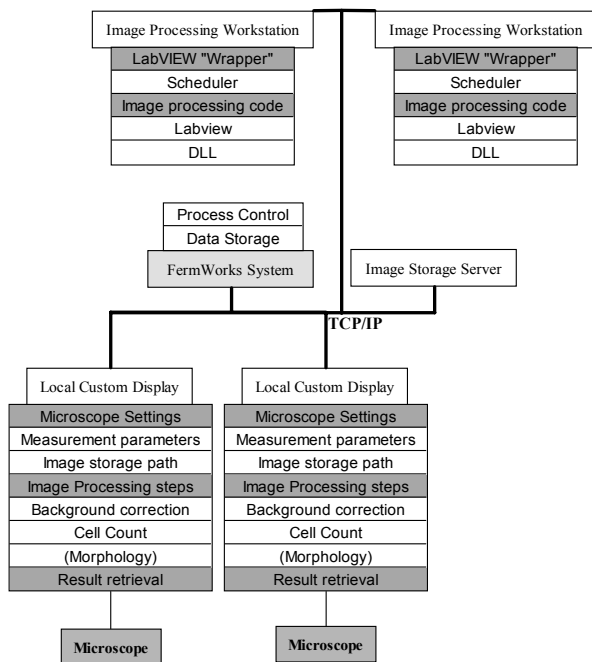 Image Processing Workstation
LabVIEW "Wrapper"
Scheduler
Image processing code
Labview
DLL
Image Processing Workstation
LabVIEW "Wrapper"
Scheduler
Image processing code
Labview
DLL
Process Control
Data Storage
FermWorks System
Image Storage Server
TCP/IP
Local Custom Display
Microscope Settings
Measurement parameters
Image storage path
Image Processing steps
Background correction
Cell Count
(Morphology)
Result retrieval
Microscope
Local Custom Display
Microscope Settings
Measurement parameters
Image storage path
Image Processing steps
Background correction
Cell Count
(Morphology)
Result retrieval
Microscope